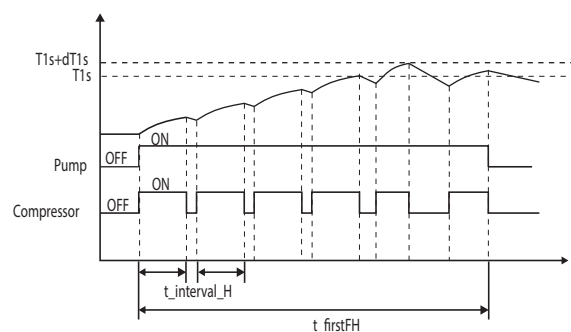 T1s+dT1s
T1s
ON
OFF
Pump
ON
OFF
Compressor
t_interval_H
t_firstFH